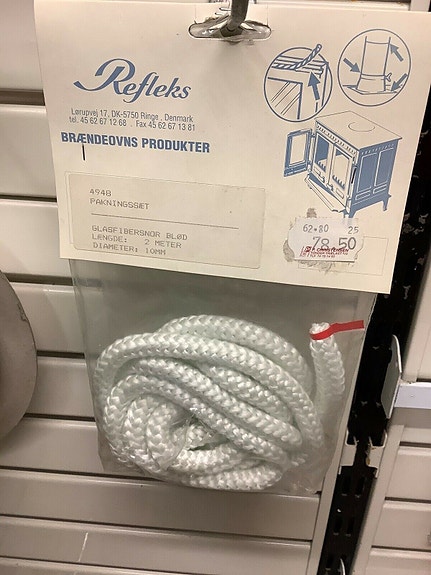 Refleks
Lørupvej 17, DK-5750 Ringe, Denmark
tel. 45 62 67 12 68 Fax 45 62 67 13 81
BRÆNDEOVNS PRODUKTER
4948
PAKNINGSSÆT
GLASFIBERSNOR BLØD
LÆNGDE: 2 METER
DIAMETER: 10MM
62.80 25
78.50